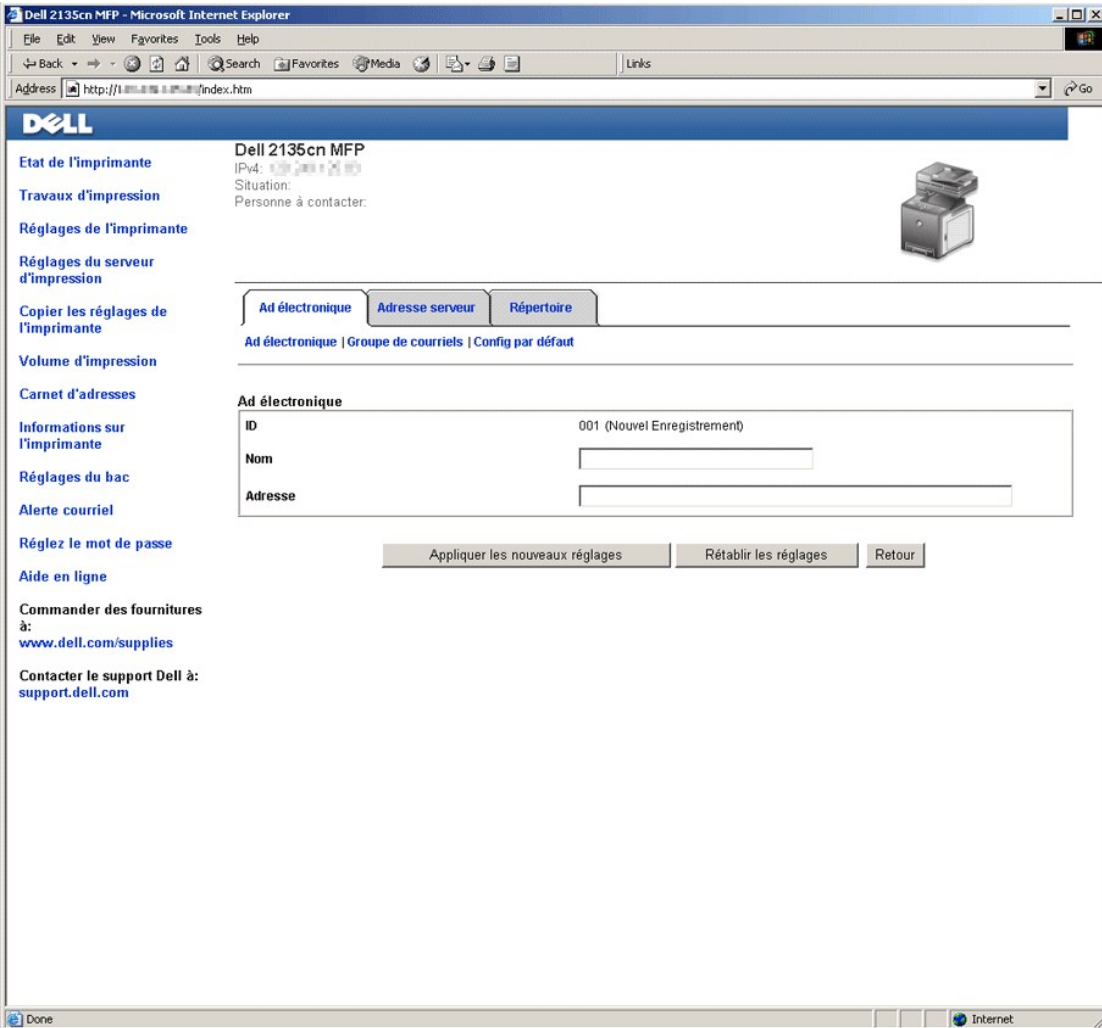 Dell 2135cn MFP - Microsoft Internet Explorer
File Edit View Favorites Tools Help
Back Search Favorites Media Links
Address http:// /index.htm Go
DELL
Etat de l'imprimante
Travaux d'impression
Réglages de l'imprimante
Réglages du serveur
d'impression
Copier les réglages de
l'imprimante
Volume d'impression
Carnet d'adresses
Informations sur
l'imprimante
Réglages du bac
Alerte courriel
Réglez le mot de passe
Aide en ligne
Commander des fournitures
à:
www.dell.com/supplies
Contacter le support Dell à:
support.dell.com
Dell 2135cn MFP
IPv4:
Situation:
Personne à contacter:
Ad électronique Adresse serveur Répertoire
Ad électronique | Groupe de courriels | Config par défaut
Ad électronique
ID 001 (Nouvel Enregistrement)
Nom
Adresse
Appliquer les nouveaux réglages Rétablir les réglages Retour
Done Internet